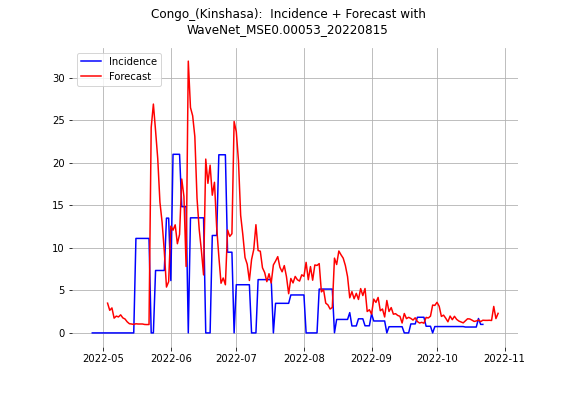 Congo_(Kinshasa):  Incidence + Forecast with
WaveNet_MSE0.00053_20220815
Incidence
Forecast
30
25
20
15
10
5
0
2022-05 2022-06 2022-07 2022-08 2022-09 2022-10 2022-11